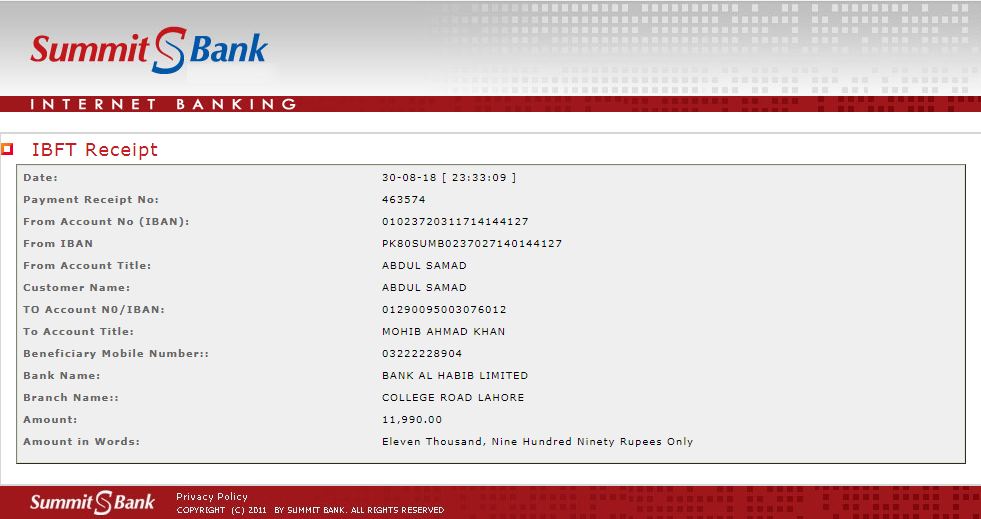 Summit Bank
INTERNET BANKING
IBFT Receipt
Date: 30-08-18 [ 23:33:09 ]
Payment Receipt No: 463574
From Account No (IBAN): 01023720311714144127
From IBAN PK80SUMB0237027140144127
From Account Title: ABDUL SAMAD
Customer Name: ABDUL SAMAD
TO Account N0/IBAN: 01290095003076012
To Account Title: MOHIB AHMAD KHAN
Beneficiary Mobile Number:: 03222228904
Bank Name: BANK AL HABIB LIMITED
Branch Name:: COLLEGE ROAD LAHORE
Amount: 11,990.00
Amount in Words: Eleven Thousand, Nine Hundred Ninety Rupees Only
Summit Bank
Privacy Policy
COPYRIGHT (C) 2011 BY SUMMIT BANK. ALL RIGHTS RESERVED